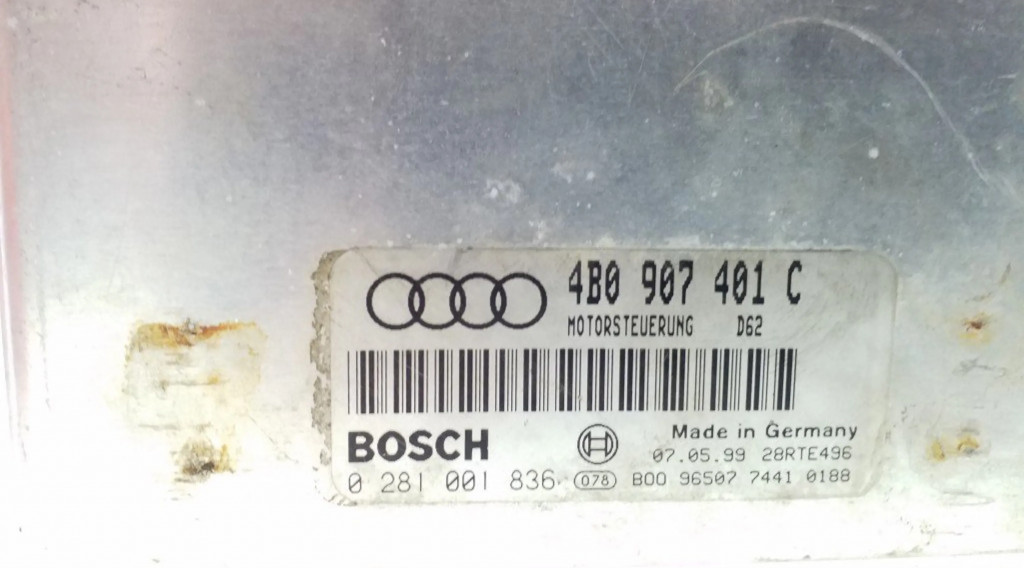 4B0 907 401 C
MOTORSTEUERUNG D62
BOSCH
Made in Germany
07.05.99 28RTE496
0 281 001 836 078 B00 96507 7441 0188